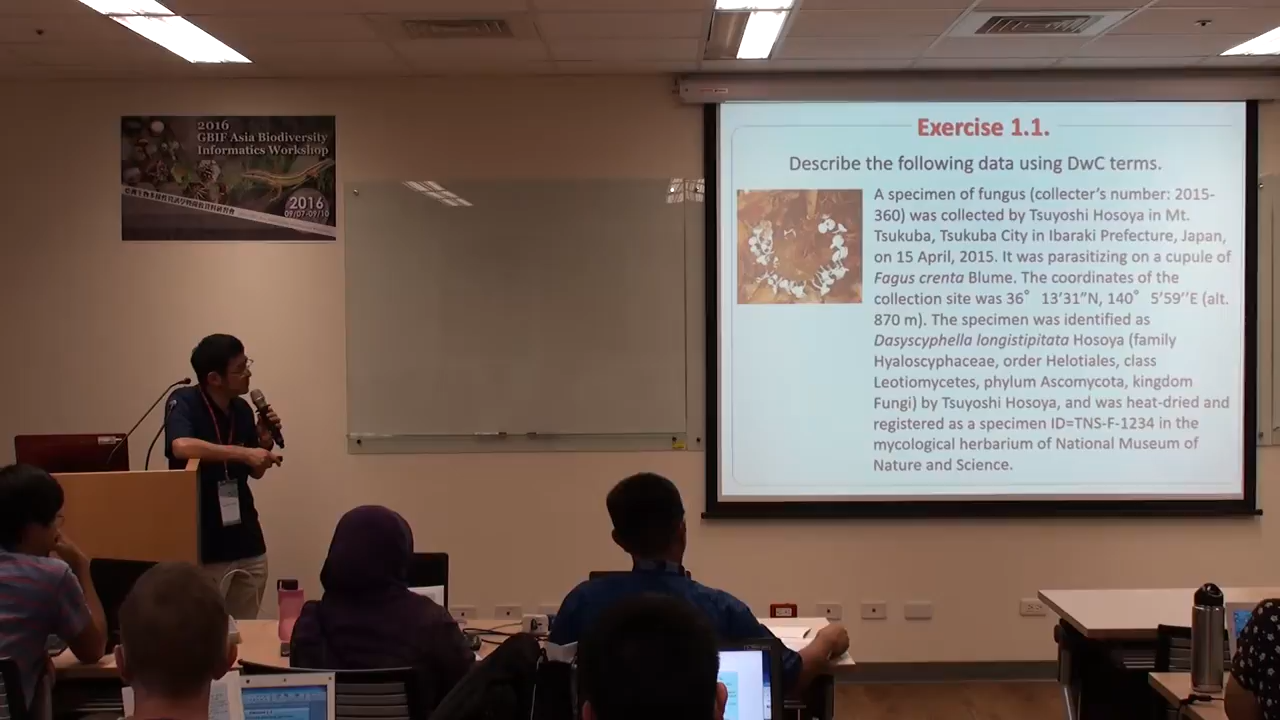 2016
GBIF Asia Biodiversity
Informatics Workshop
2016
09/07-09/10
Exercise 1.1.
Describe the following data using DwC terms.
A specimen of fungus (collecter's number: 2015-
360) was collected by Tsuyoshi Hosoya in Mt.
Tsukuba, Tsukuba City in Ibaraki Prefecture, Japan,
on 15 April, 2015. It was parasitizing on a cupule of
Fagus crenta Blume. The coordinates of the
collection site was 36° 13'31"N, 140° 5'59''E (alt.
870 m). The specimen was identified as
Dasyscyphella longistipitata Hosoya (family
Hyaloscyphaceae, order Helotiales, class
Leotiomycetes, phylum Ascomycota, kingdom
Fungi) by Tsuyoshi Hosoya, and was heat-dried and
registered as a specimen ID=TNS-F-1234 in the
mycological herbarium of National Museum of
Nature and Science.